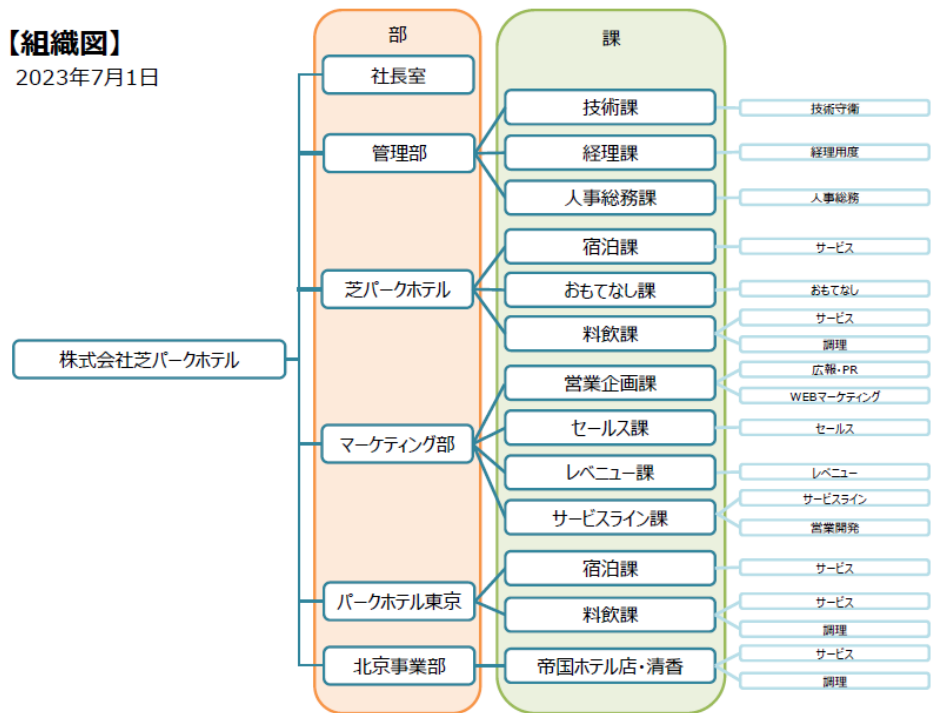 【組織図】
2023年7月1日
部
課
株式会社芝パークホテル
社長室
管理部
技術課
技術守衛
経理課
経理用度
人事総務課
人事総務
芝パークホテル
宿泊課
サービス
おもてなし課
おもてなし
料飲課
サービス
調理
マーケティング部
営業企画課
広報・PR
WEBマーケティング
セールス課
セールス
レベニュー課
レベニュー
サービスライン課
サービスライン
営業開発
パークホテル東京
宿泊課
サービス
料飲課
サービス
調理
北京事業部
帝国ホテル店・清香
サービス
調理